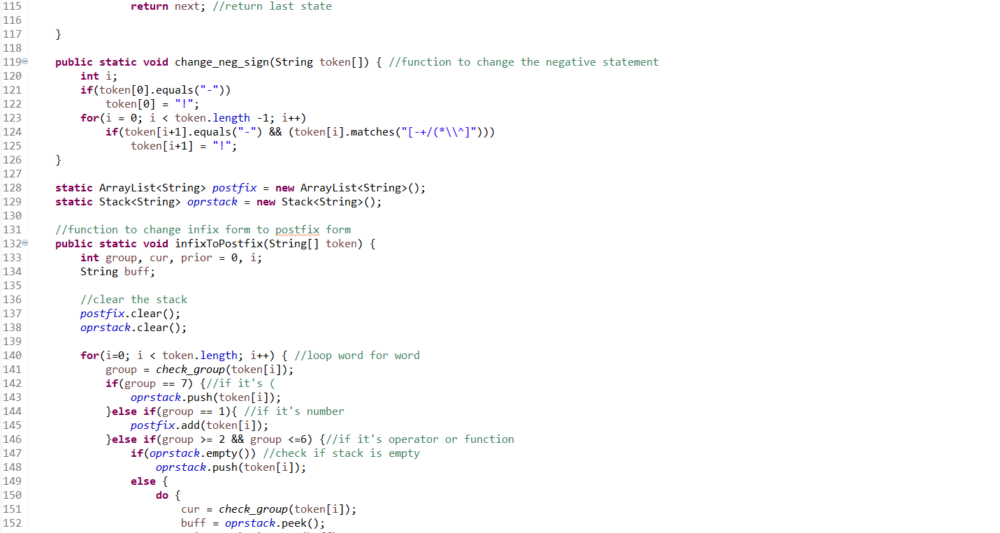 115 return next; //return last state
116
117 }
118
119 public static void change_neg_sign(String token[]) { //function to change the negative statement
120 int i;
121 if(token[0].equals("-"))
122 token[0] = "!";
123 for(i = 0; i < token.length -1; i++)
124 if(token[i+1].equals("-") && (token[i].matches("[-+/(*\\^]")))
125 token[i+1] = "!";
126 }
127
128 static ArrayList<String> postfix = new ArrayList<String>();
129 static Stack<String> oprstack = new Stack<String>();
130
131 //function to change infix form to postfix form
132 public static void infixToPostfix(String[] token) {
133 int group, cur, prior = 0, i;
134 String buff;
135
136 //clear the stack
137 postfix.clear();
138 oprstack.clear();
139
140 for(i=0; i < token.length; i++) { //loop word for word
141 group = check_group(token[i]);
142 if(group == 7) {//if it's (
143 oprstack.push(token[i]);
144 }else if(group == 1){ //if it's number
145 postfix.add(token[i]);
146 }else if(group >= 2 && group <=6) {//if it's operator or function
147 if(oprstack.empty()) //check if stack is empty
148 oprstack.push(token[i]);
149 else {
150 do {
151 cur = check_group(token[i]);
152 buff = oprstack.peek();